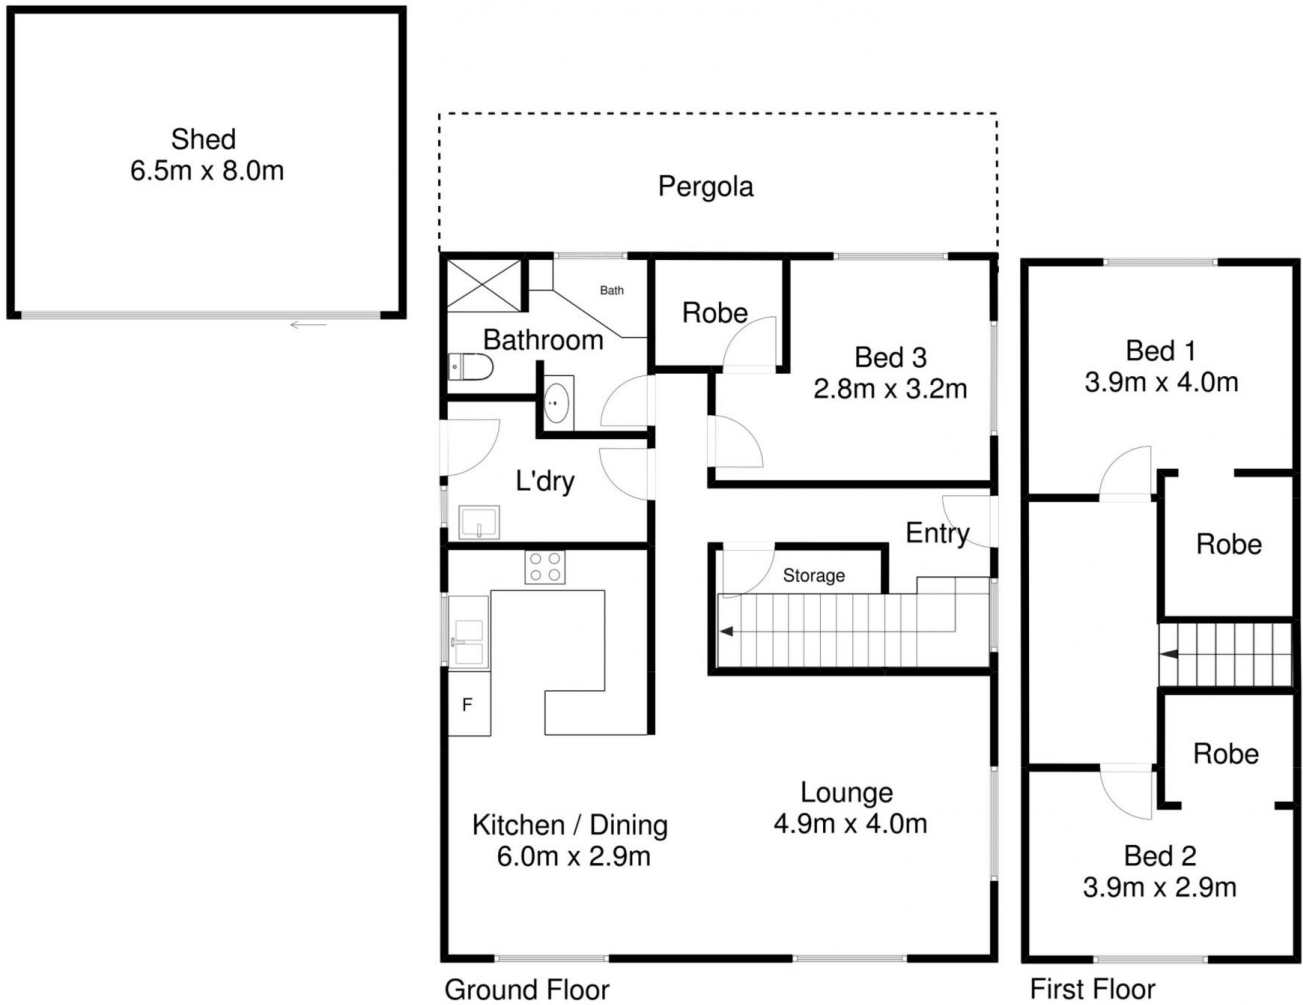 Shed
6.5m x 8.0m
Pergola
Bath
Bathroom
Robe
Bed 3
2.8m x 3.2m
L'dry
Entry
Storage
F
Kitchen / Dining
6.0m x 2.9m
Lounge
4.9m x 4.0m
Ground Floor
Bed 1
3.9m x 4.0m
Robe
Robe
Bed 2
3.9m x 2.9m
First Floor